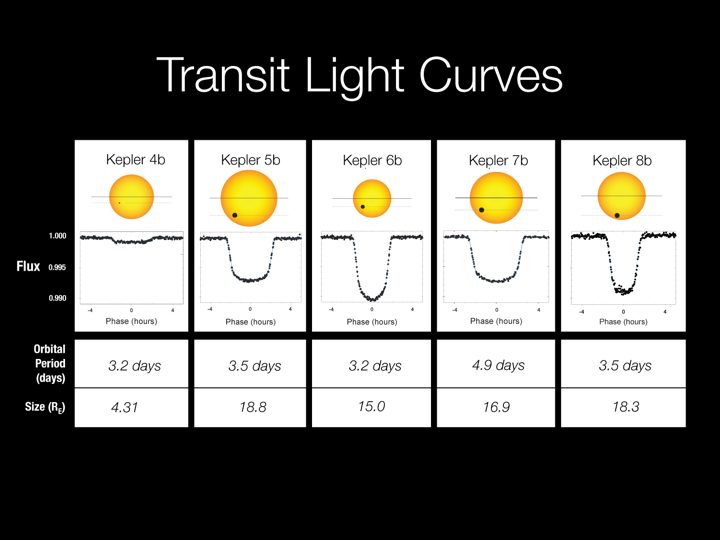 Transit Light Curves
Kepler 4b Kepler 5b Kepler 6b Kepler 7b Kepler 8b
1.000
Flux 0.995
0.990
-4 0 4 -4 0 4 -4 0 4 -4 0 4 -4 0 4
Phase (hours) Phase (hours) Phase (hours) Phase (hours) Phase (hours)
Orbital
Period
(days)
3.2 days 3.5 days 3.2 days 4.9 days 3.5 days
Size (RE) 4.31 18.8 15.0 16.9 18.3